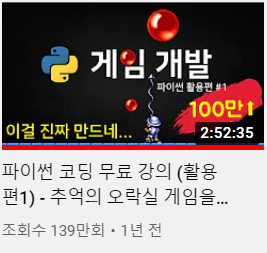 게임 개발
파이썬 활용편 #1
100만↑
이걸 진짜 만드네...
2:52:35
파이썬 코딩 무료 강의 (활용
편1) - 추억의 오락실 게임을...
조회수 139만회 • 1년 전